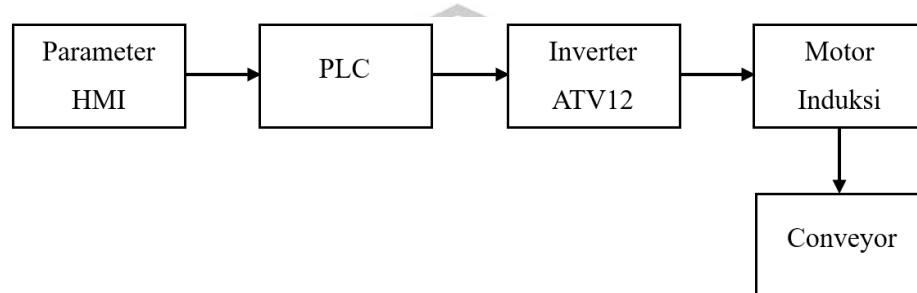 Parameter
HMI
PLC
Inverter
ATV12
Motor
Induksi
Conveyor